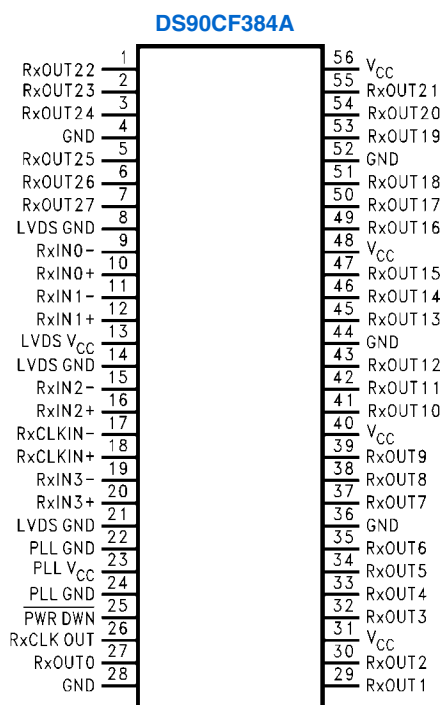 DS90CF384A
1 56
RxOUT22 VCC
2 55
RxOUT23 RxOUT21
3 54
RxOUT24 RxOUT20
4 53
GND RxOUT19
5 52
RxOUT25 GND
6 51
RxOUT26 RxOUT18
7 50
RxOUT27 RxOUT17
8 49
LVDS GND RxOUT16
9 48
RxIN0- VCC
10 47
RxIN0+ RxOUT15
11 46
RxIN1- RxOUT14
12 45
RxIN1+ RxOUT13
13 44
LVDS VCC GND
14 43
LVDS GND RxOUT12
15 42
RxIN2- RxOUT11
16 41
RxIN2+ RxOUT10
17 40
RxCLKIN- VCC
18 39
RxCLKIN+ RxOUT9
19 38
RxIN3- RxOUT8
20 37
RxIN3+ RxOUT7
21 36
LVDS GND GND
22 35
PLL GND RxOUT6
23 34
PLL VCC RxOUT5
24 33
PLL GND RxOUT4
25 32
PWR DWN RxOUT3
26 31
RxCLK OUT VCC
27 30
RxOUT0 RxOUT2
28 29
GND RxOUT1